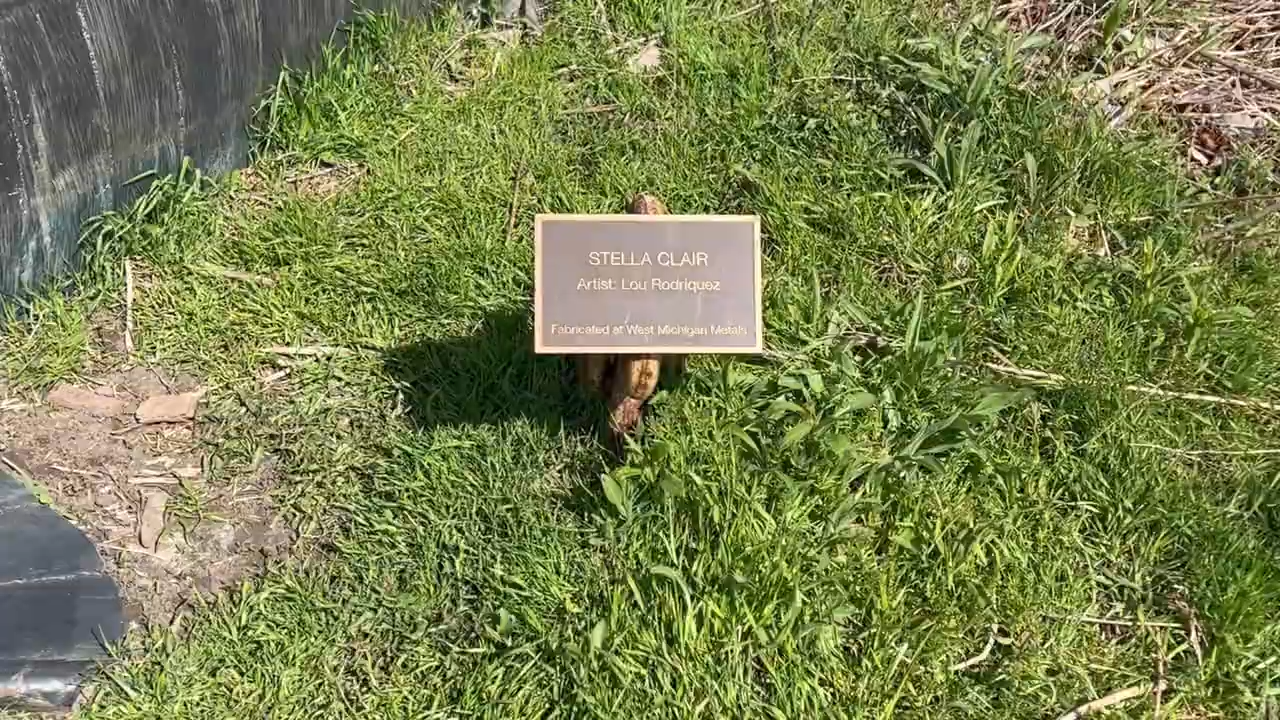 STELLA CLAIR
Artist: Lou Rodriquez
Fabricated at West Michigan Metals